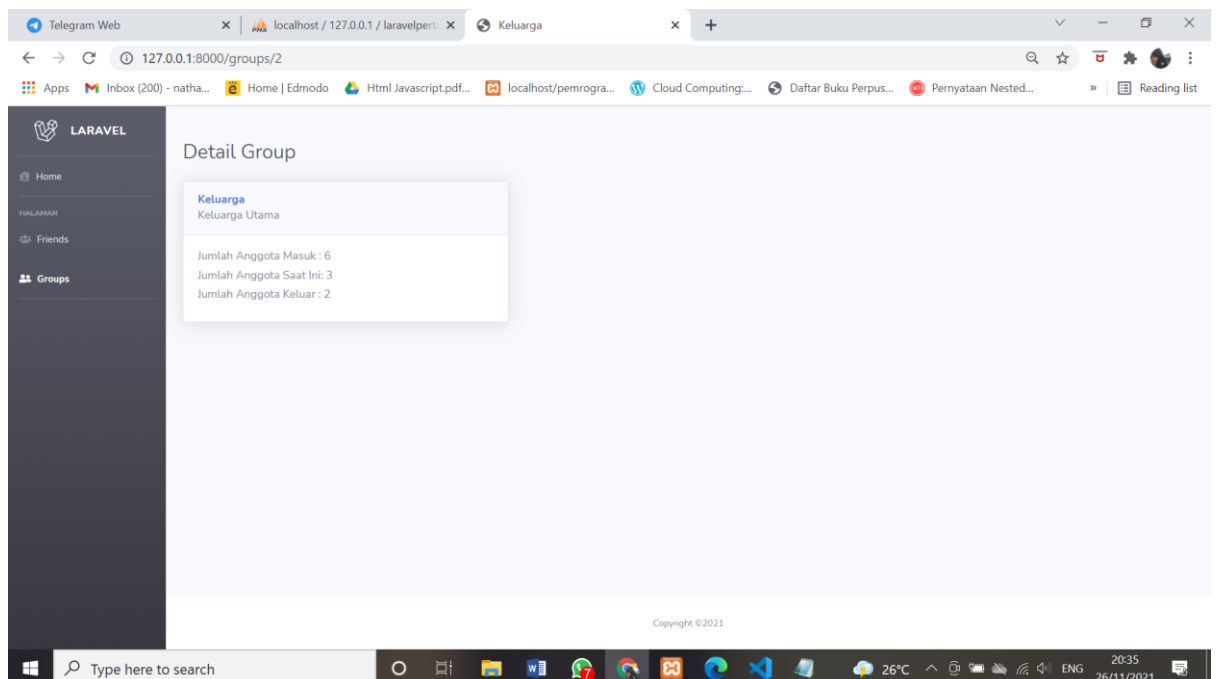 Telegram Web
localhost / 127.0.0.1 / laravelpert
Keluarga
127.0.0.1:8000/groups/2
Apps
Inbox (200) - natha...
Home | Edmodo
Html Javascript.pdf...
localhost/pemrogra...
Cloud Computing:...
Daftar Buku Perpus...
Pernyataan Nested...
»
Reading list
LARAVEL
Home
HALAMAN
Friends
Groups
Detail Group
Keluarga
Keluarga Utama
Jumlah Anggota Masuk : 6
Jumlah Anggota Saat Ini: 3
Jumlah Anggota Keluar : 2
Copyright ©2021
Type here to search
26°C
ENG
20:35
26/11/2021